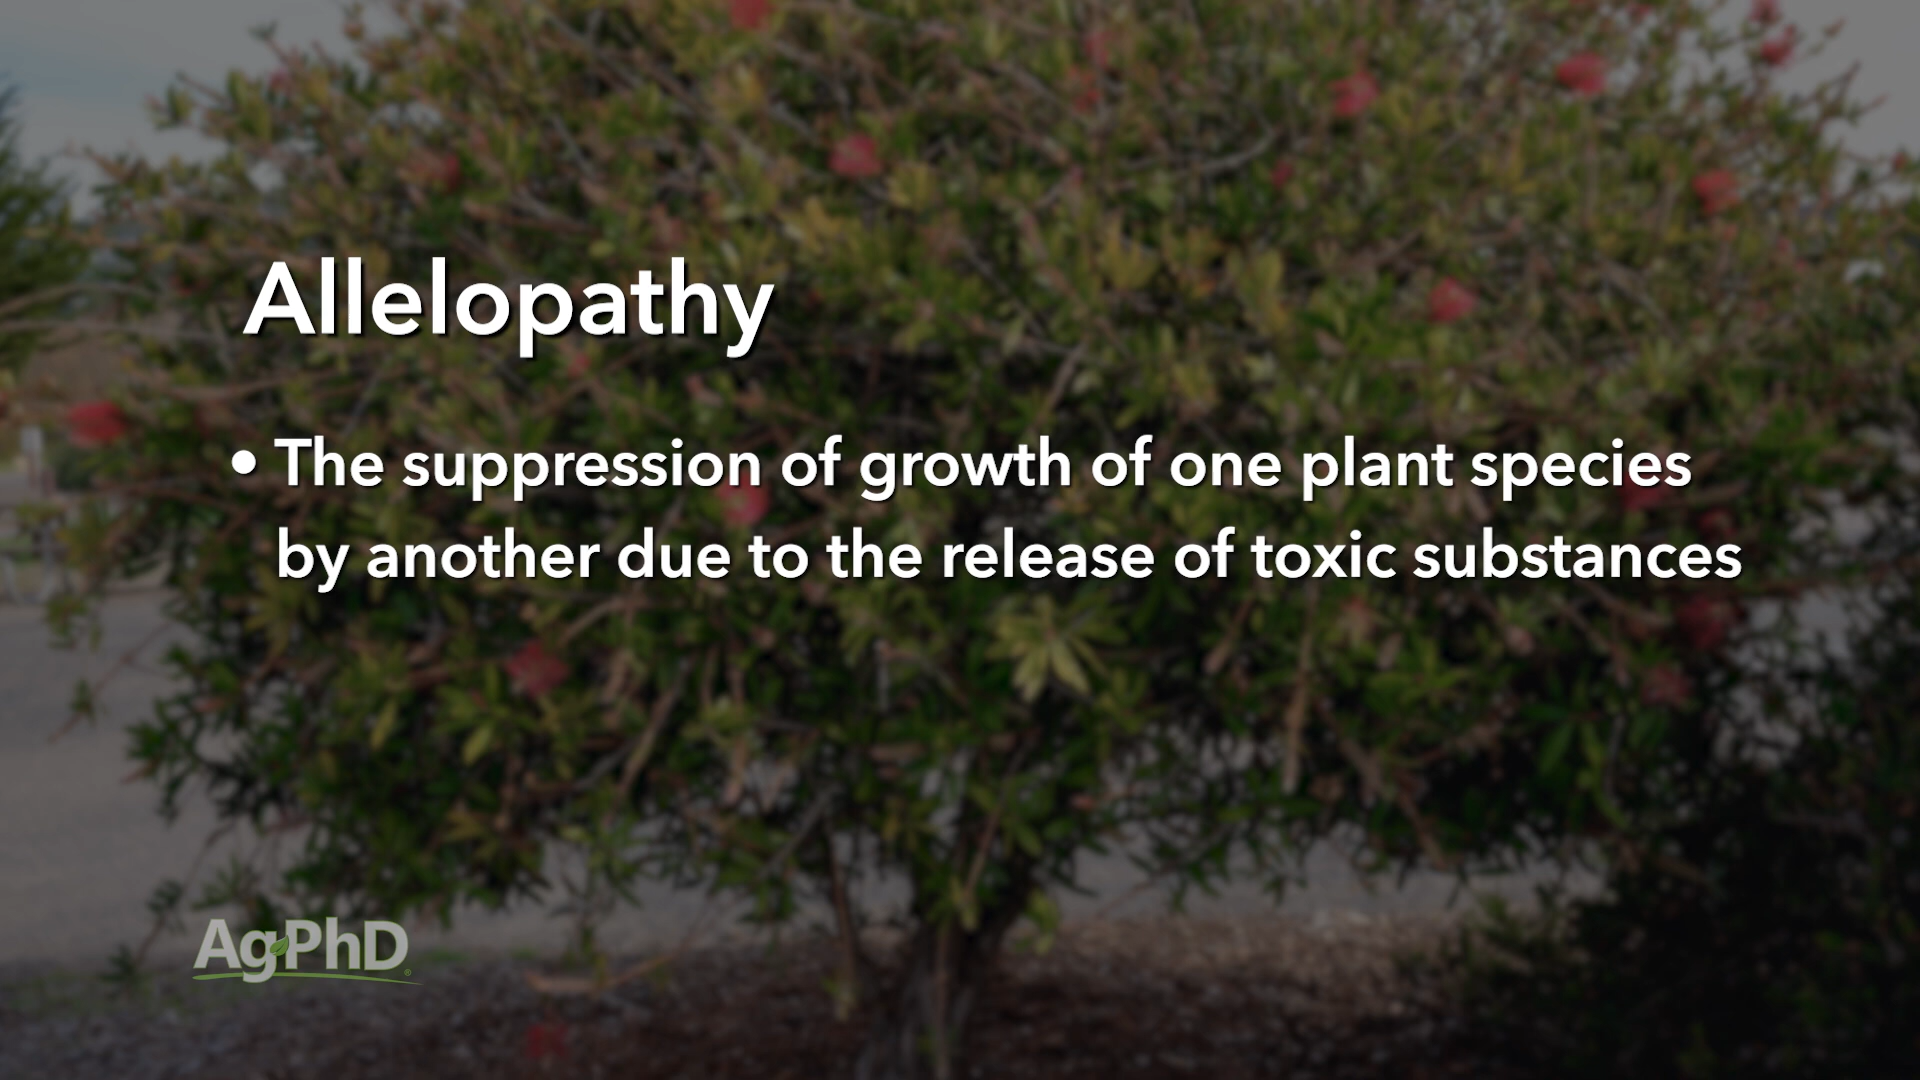 Allelopathy
• The suppression of growth of one plant species
by another due to the release of toxic substances
AgPhD®